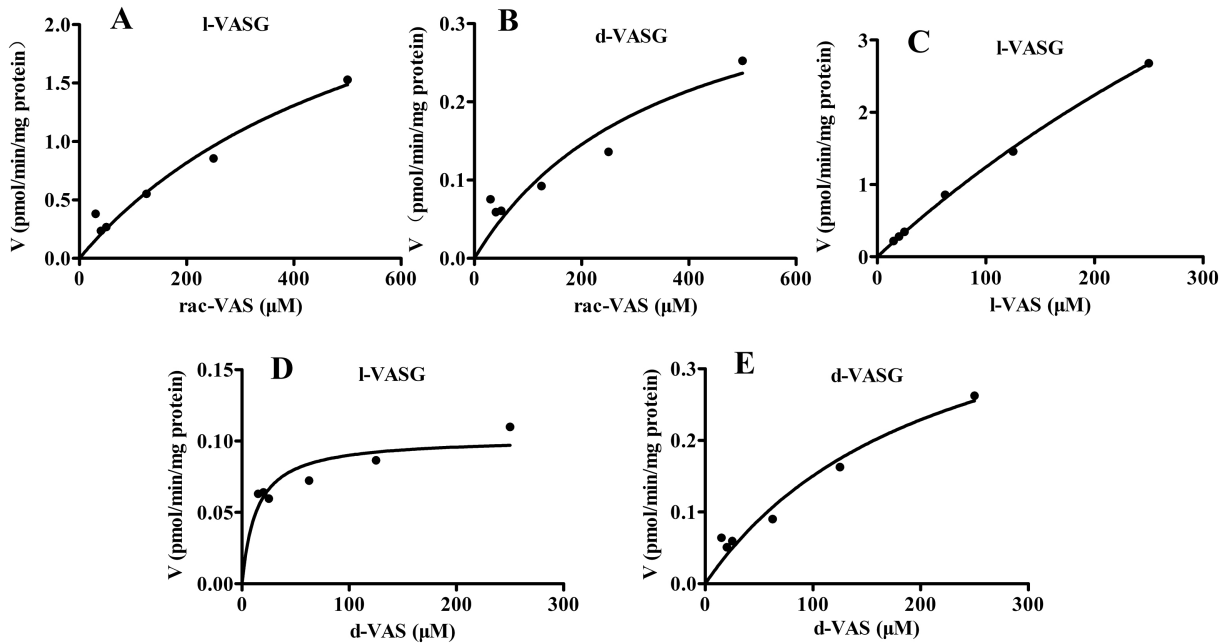 A
l-VASG
V (pmol/min/mg protein）
2.0
1.5
1.0
0.5
0.0
0 200 400 600
rac-VAS (μM)
B
d-VASG
V （pmol/min/mg protein)
0.3
0.2
0.1
0.0
0 200 400 600
rac-VAS (μM)
C
l-VASG
V (pmol/min/mg protein)
3
2
1
0
0 100 200 300
l-VAS (μM)
D
l-VASG
V (pmol/min/mg protein)
0.15
0.10
0.05
0.00
0 100 200 300
d-VAS (μM)
E
d-VASG
V (pmol/min/mg protein)
0.3
0.2
0.1
0.0
0 100 200 300
d-VAS (μM)